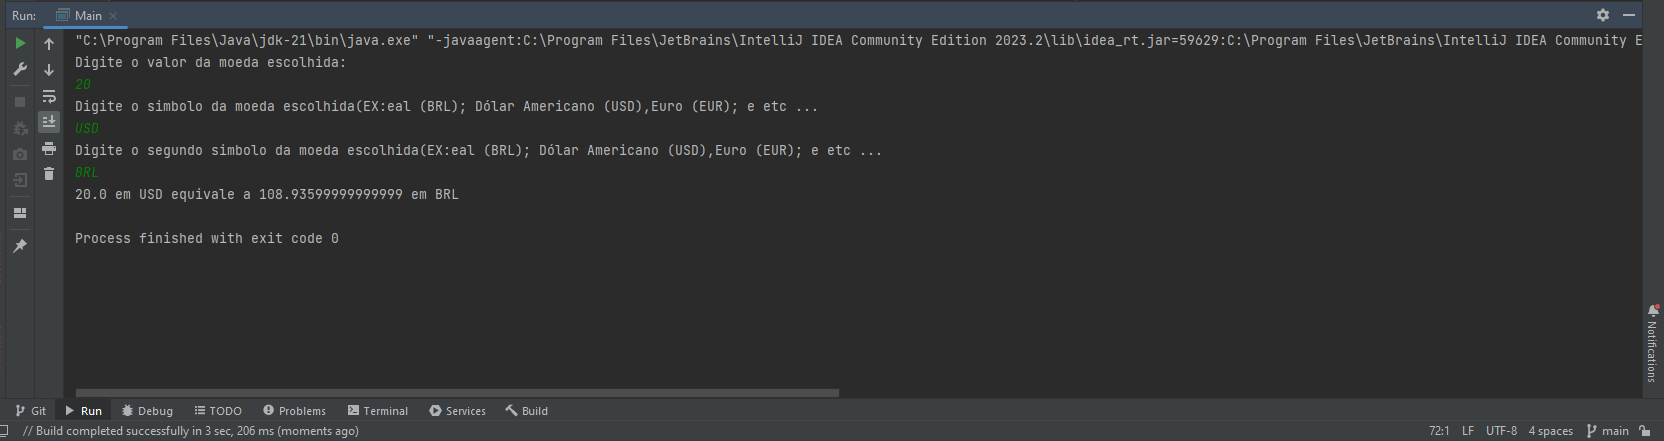 Run: Main
"C:\Program Files\Java\jdk-21\bin\java.exe" "-javaagent:C:\Program Files\JetBrains\IntelliJ IDEA Community Edition 2023.2\lib\idea_rt.jar=59629:C:\Program Files\JetBrains\IntelliJ IDEA Community E
Digite o valor da moeda escolhida:
20
Digite o simbolo da moeda escolhida(EX:eal (BRL); Dólar Americano (USD),Euro (EUR); e etc ...
USD
Digite o segundo simbolo da moeda escolhida(EX:eal (BRL); Dólar Americano (USD),Euro (EUR); e etc ...
BRL
20.0 em USD equivale a 108.93599999999999 em BRL
Process finished with exit code 0
Notifications
Git Run Debug TODO Problems Terminal Services Build
// Build completed successfully in 3 sec, 206 ms (moments ago) 72:1 LF UTF-8 4 spaces main